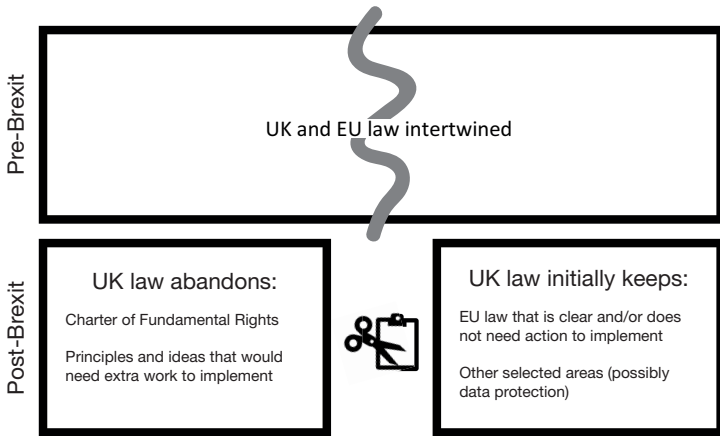 Pre-Brexit
UK and EU law intertwined
Post-Brexit
UK law abandons:
Charter of Fundamental Rights
Principles and ideas that would
need extra work to implement
UK law initially keeps:
EU law that is clear and/or does
not need action to implement
Other selected areas (possibly
data protection)